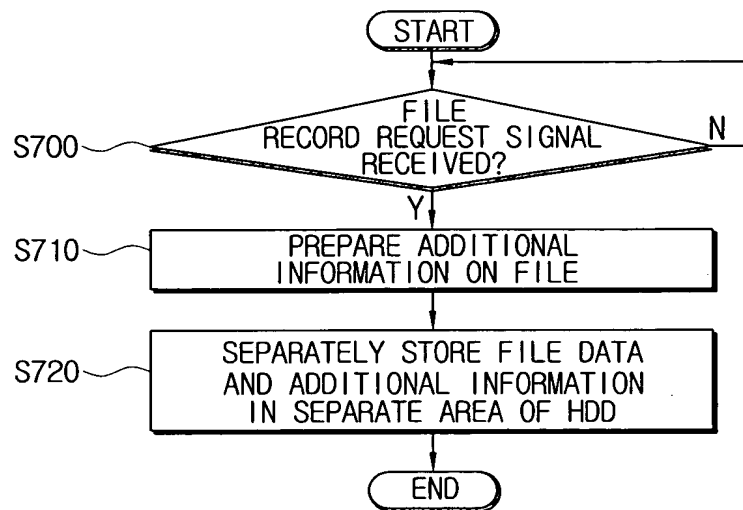 START
FILE
RECORD REQUEST SIGNAL
RECEIVED?
N
S700
Y
S710
PREPARE ADDITIONAL
INFORMATION ON FILE
S720
SEPARATELY STORE FILE DATA
AND ADDITIONAL INFORMATION
IN SEPARATE AREA OF HDD
END